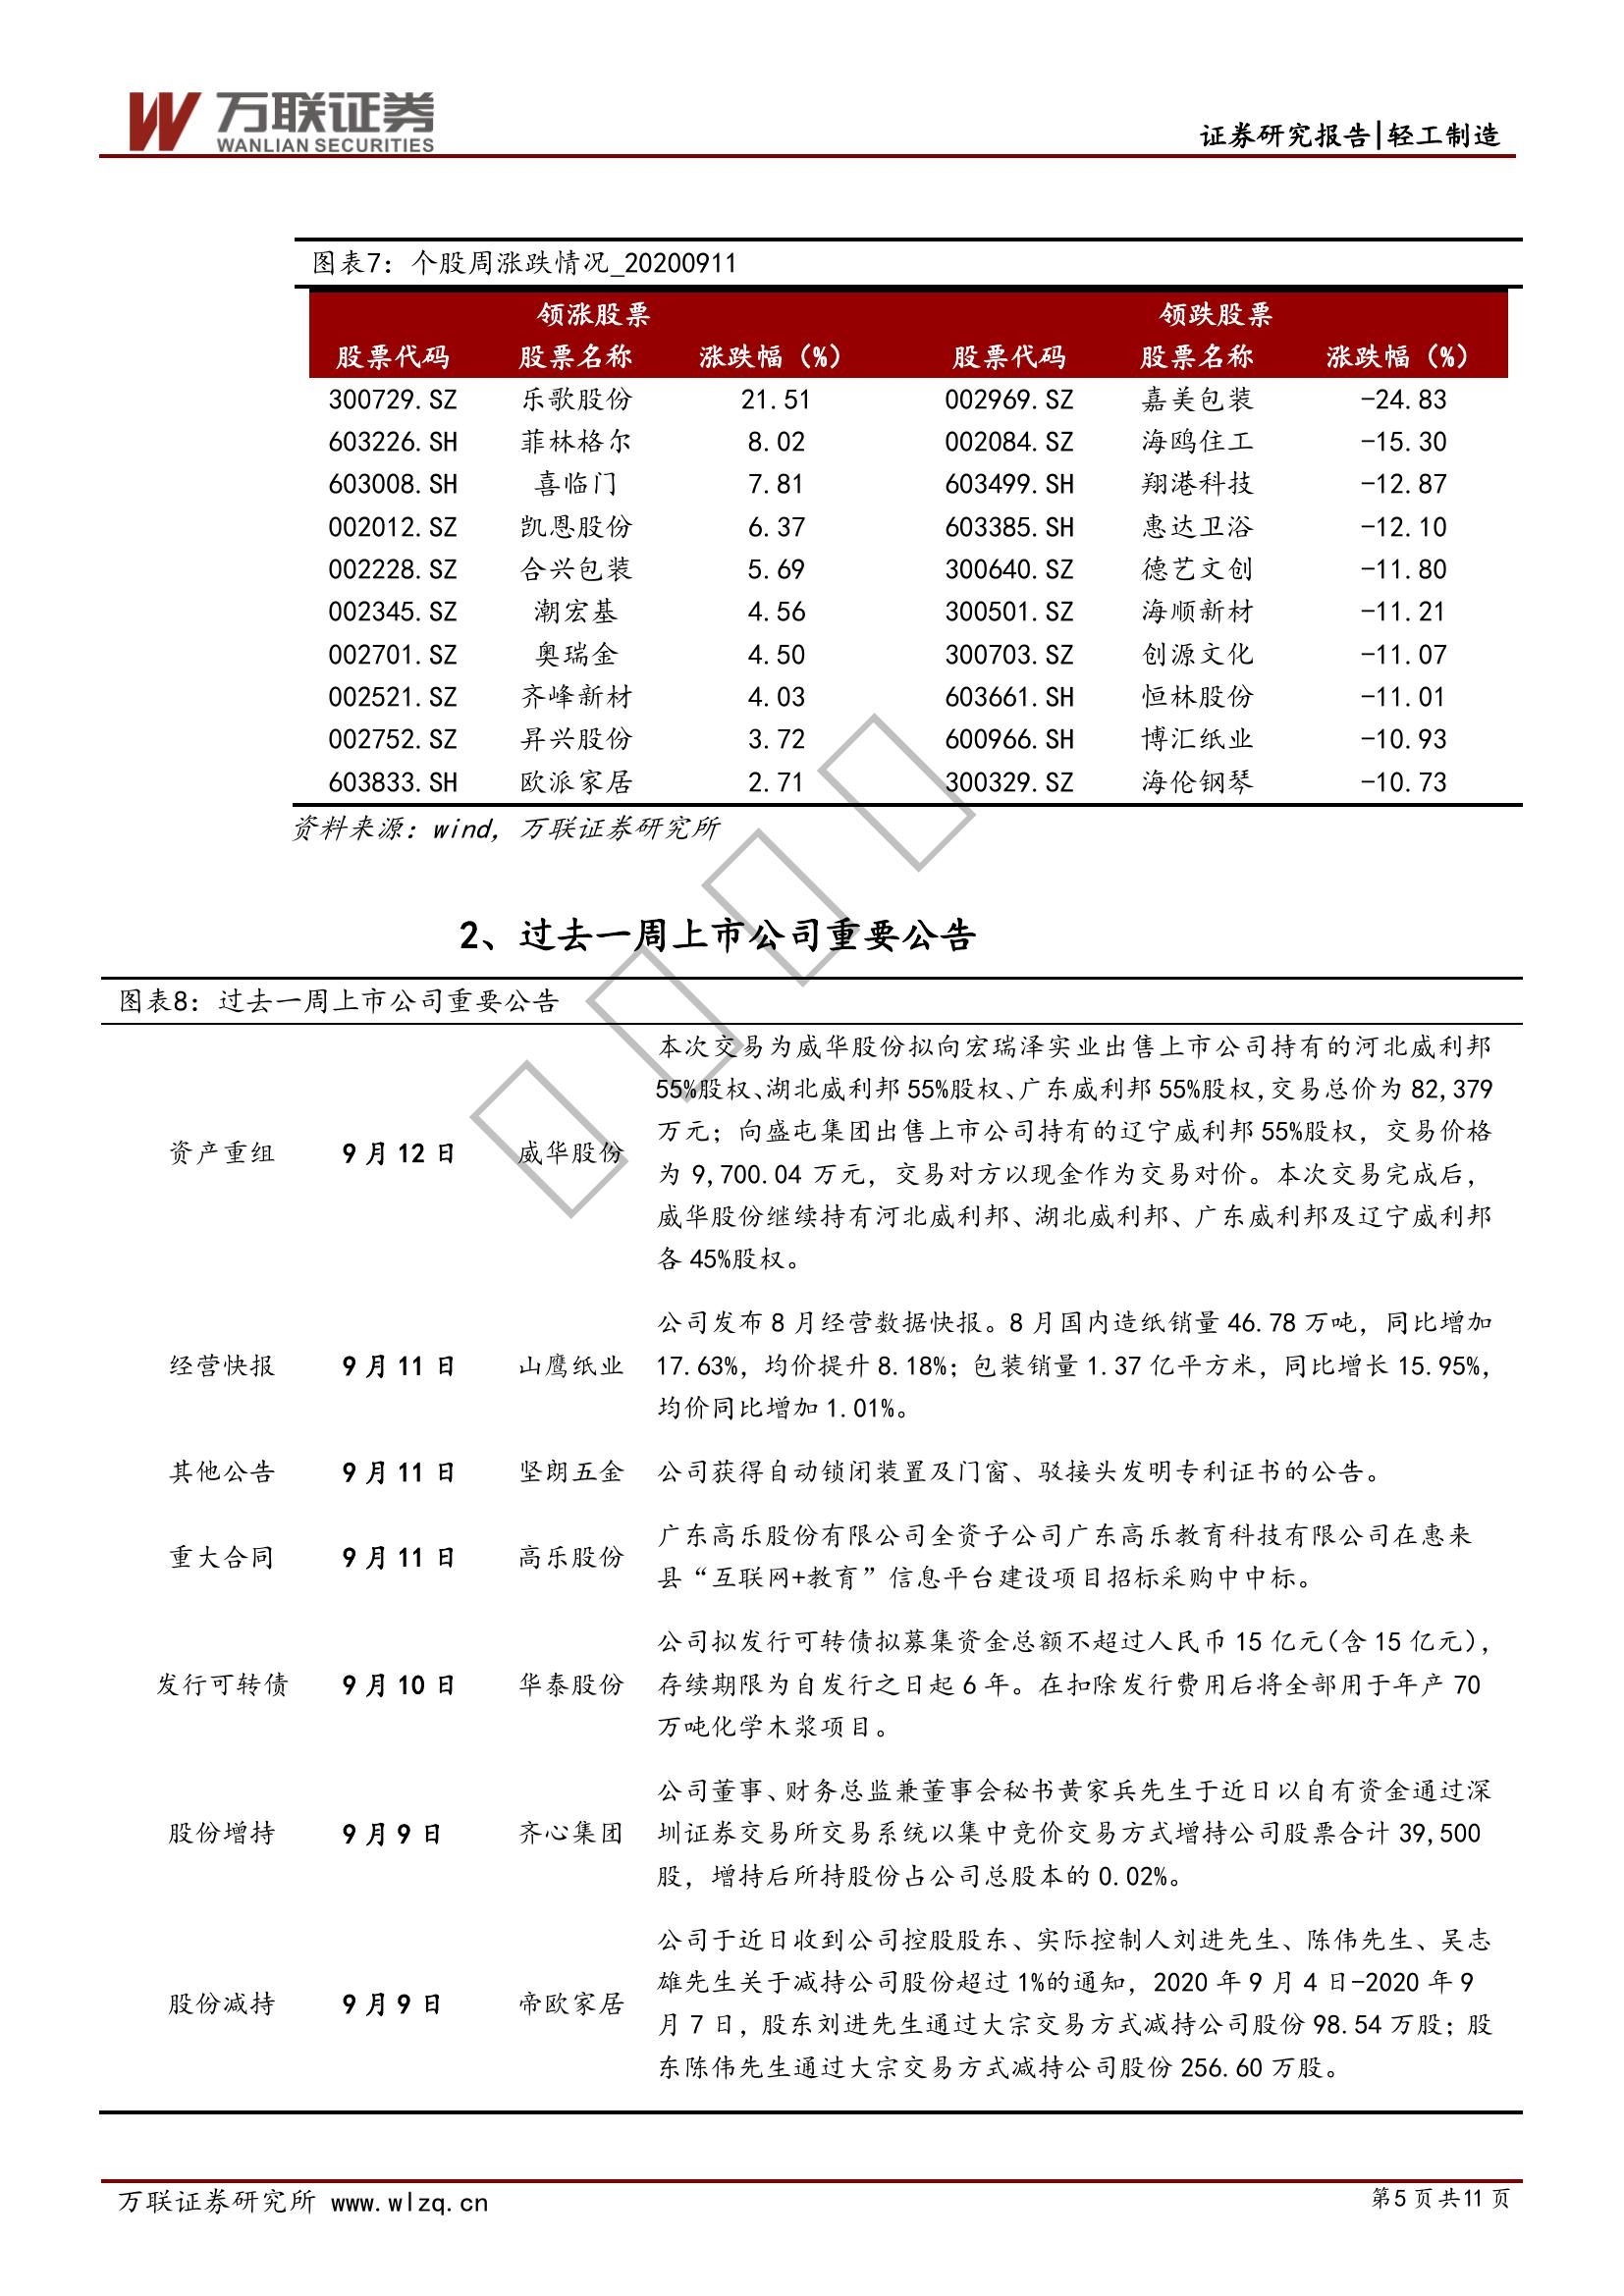 万联证券
WANLIAN SECURITIES
证券研究报告|轻工制造
图表7：个股周涨跌情况_20200911
领涨股票 领跌股票
股票代码 股票名称 涨跌幅（%） 股票代码 股票名称 涨跌幅（%）
300729.SZ 乐歌股份 21.51 002969.SZ 嘉美包装 -24.83
603226.SH 菲林格尔 8.02 002084.SZ 海鸥住工 -15.30
603008.SH 喜临门 7.81 603499.SH 翔港科技 -12.87
002012.SZ 凯恩股份 6.37 603385.SH 惠达卫浴 -12.10
002228.SZ 合兴包装 5.69 300640.SZ 德艺文创 -11.80
002345.SZ 潮宏基 4.56 300501.SZ 海顺新材 -11.21
002701.SZ 奥瑞金 4.50 300703.SZ 创源文化 -11.07
002521.SZ 齐峰新材 4.03 603661.SH 恒林股份 -11.01
002752.SZ 昇兴股份 3.72 600966.SH 博汇纸业 -10.93
603833.SH 欧派家居 2.71 300329.SZ 海伦钢琴 -10.73
资料来源：wind, 万联证券研究所
2、过去一周上市公司重要公告
图表8：过去一周上市公司重要公告
资产重组 9月12日 威华股份
本次交易为威华股份拟向宏瑞泽实业出售上市公司持有的河北威利邦
55%股权、湖北威利邦55%股权、广东威利邦55%股权,交易总价为82,379
万元；向盛屯集团出售上市公司持有的辽宁威利邦55%股权，交易价格
为9,700.04万元，交易对方以现金作为交易对价。本次交易完成后，
威华股份继续持有河北威利邦、湖北威利邦、广东威利邦及辽宁威利邦
各45%股权。
经营快报 9月11日 山鹰纸业
公司发布8月经营数据快报。8月国内造纸销量46.78万吨，同比增加
17.63%，均价提升8.18%；包装销量1.37亿平方米，同比增长15.95%，
均价同比增加1.01%。
其他公告 9月11日 坚朗五金 公司获得自动锁闭装置及门窗、驳接头发明专利证书的公告。
重大合同 9月11日 高乐股份
广东高乐股份有限公司全资子公司广东高乐教育科技有限公司在惠来
县“互联网+教育”信息平台建设项目招标采购中中标。
发行可转债 9月10日 华泰股份
公司拟发行可转债拟募集资金总额不超过人民币15亿元（含15亿元），
存续期限为自发行之日起6年。在扣除发行费用后将全部用于年产70
万吨化学木浆项目。
股份增持 9月9日 齐心集团
公司董事、财务总监兼董事会秘书黄家兵先生于近日以自有资金通过深
圳证券交易所交易系统以集中竞价交易方式增持公司股票合计39,500
股，增持后所持股份占公司总股本的0.02%。
股份减持 9月9日 帝欧家居
公司于近日收到公司控股股东、实际控制人刘进先生、陈伟先生、吴志
雄先生关于减持公司股份超过1%的通知，2020年9月4日-2020年9
月7日，股东刘进先生通过大宗交易方式减持公司股份98.54万股；股
东陈伟先生通过大宗交易方式减持公司股份256.60万股。
万联证券研究所 www.wlzq.cn 第5页共11页